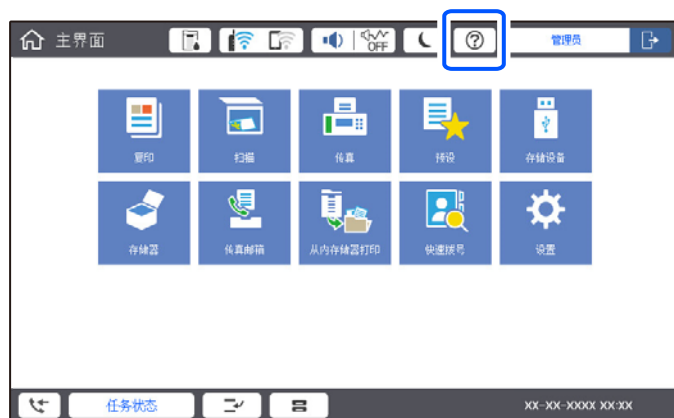 主界面
OFF
?
管理员
复印
扫描
传真
预设
存储设备
存储器
传真邮箱
从内存储器打印
快速拨号
设置
任务状态
XX-XX-XXXX XX:XX